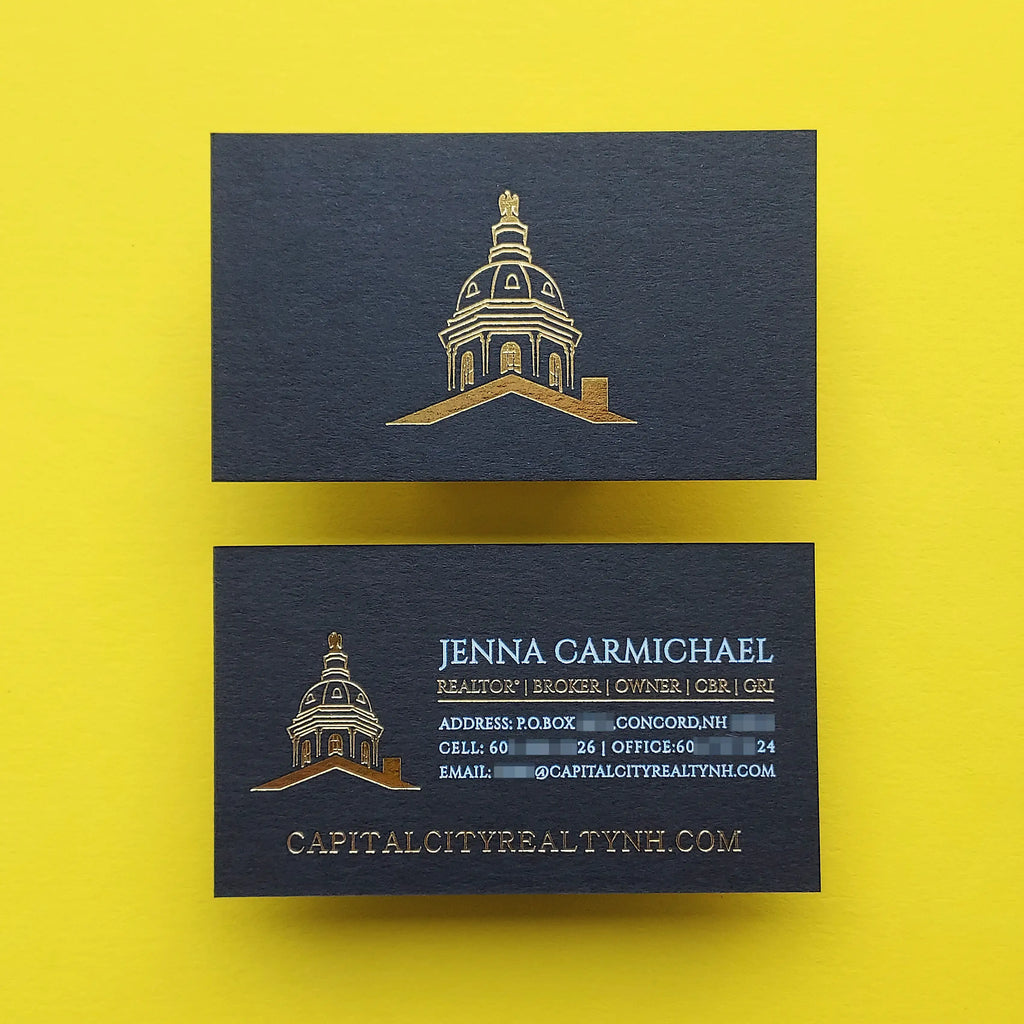 JENNA CARMICHAEL
REALTOR® | BROKER | OWNER | CBR | GRI
ADDRESS: P.O.BOX ,CONCORD,NH
CELL: 60 26 | OFFICE:60 24
EMAIL: @CAPITALCITYREALTYNH.COM
CAPITALCITYREALTYNH.COM